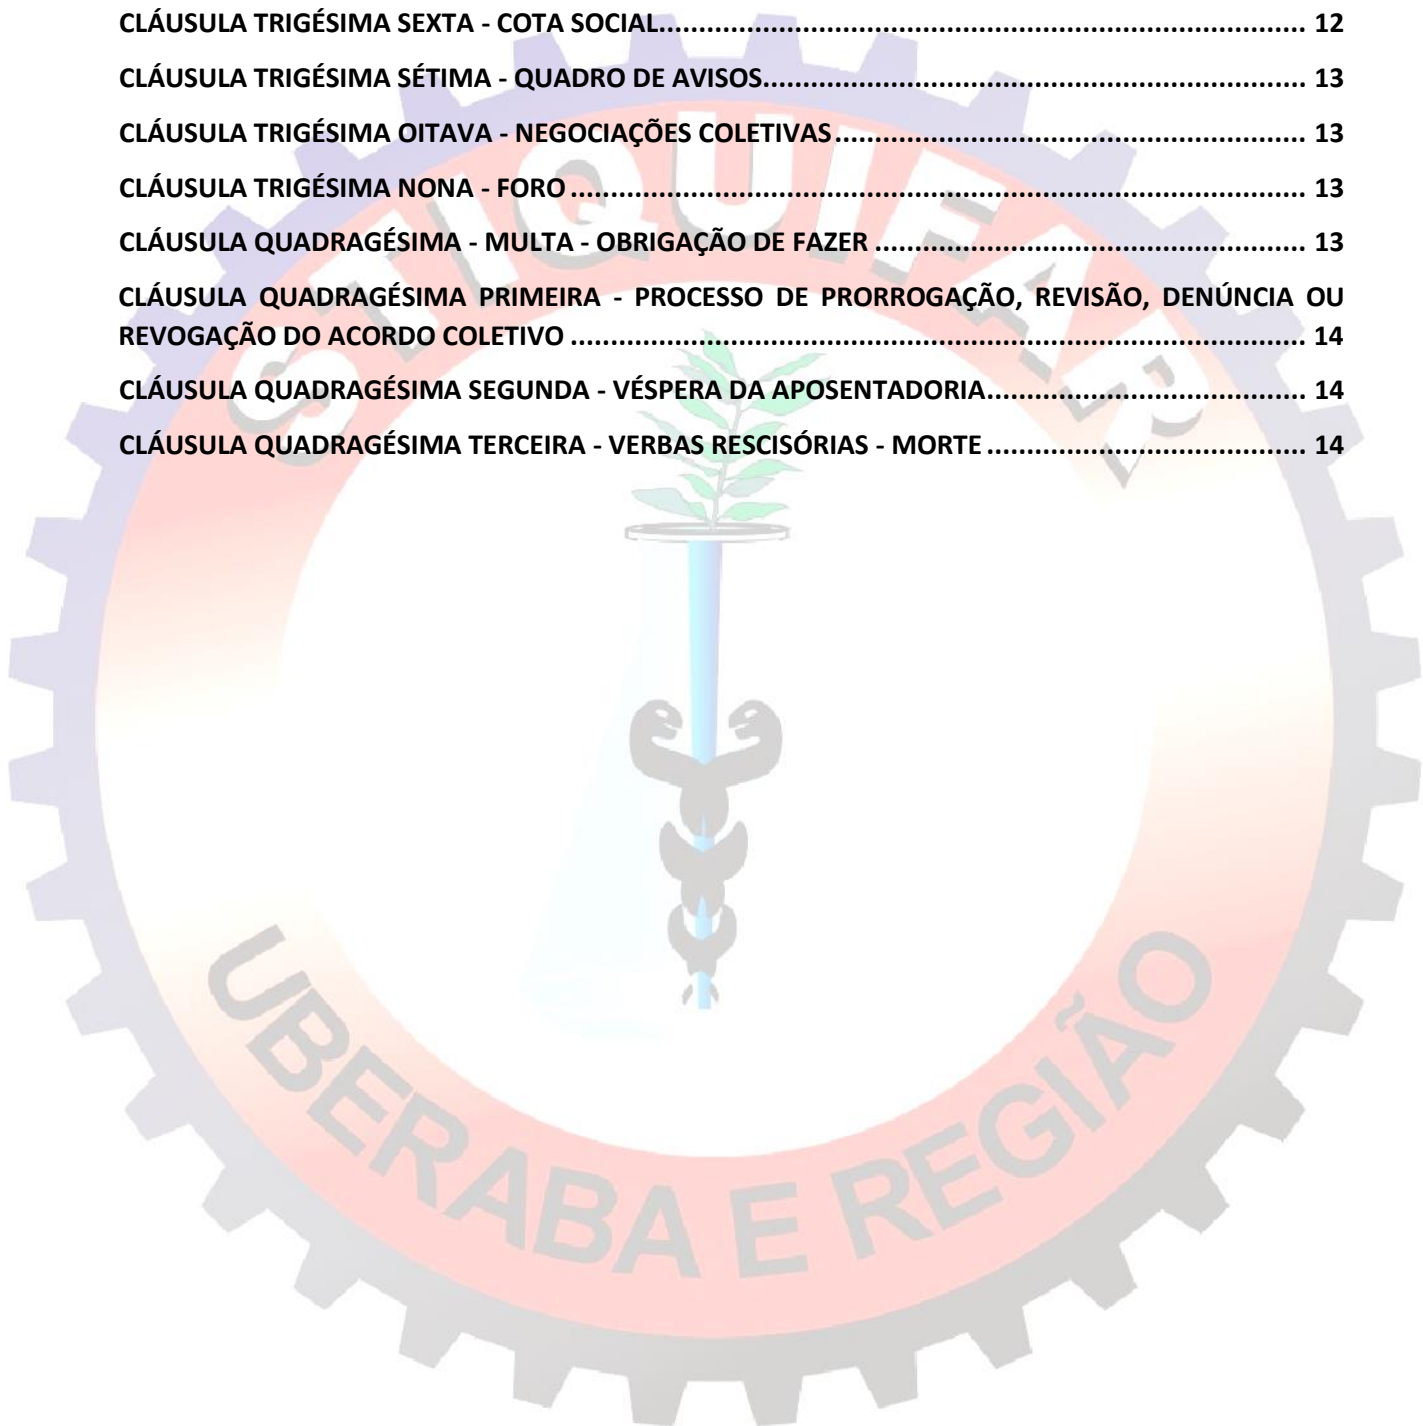 CLÁUSULA TRIGÉSIMA SEXTA - COTA SOCIAL................................................................................. 12
CLÁUSULA TRIGÉSIMA SÉTIMA - QUADRO DE AVISOS.................................................................... 13
CLÁUSULA TRIGÉSIMA OITAVA - NEGOCIAÇÕES COLETIVAS ........................................................... 13
CLÁUSULA TRIGÉSIMA NONA - FORO ............................................................................................ 13
CLÁUSULA QUADRAGÉSIMA - MULTA - OBRIGAÇÃO DE FAZER ...................................................... 13
CLÁUSULA QUADRAGÉSIMA PRIMEIRA - PROCESSO DE PRORROGAÇÃO, REVISÃO, DENÚNCIA OU
REVOGAÇÃO DO ACORDO COLETIVO ............................................................................................ 14
CLÁUSULA QUADRAGÉSIMA SEGUNDA - VÉSPERA DA APOSENTADORIA........................................ 14
CLÁUSULA QUADRAGÉSIMA TERCEIRA - VERBAS RESCISÓRIAS - MORTE ........................................ 14
STIQUIFAR
UBERABA E REGIÃO